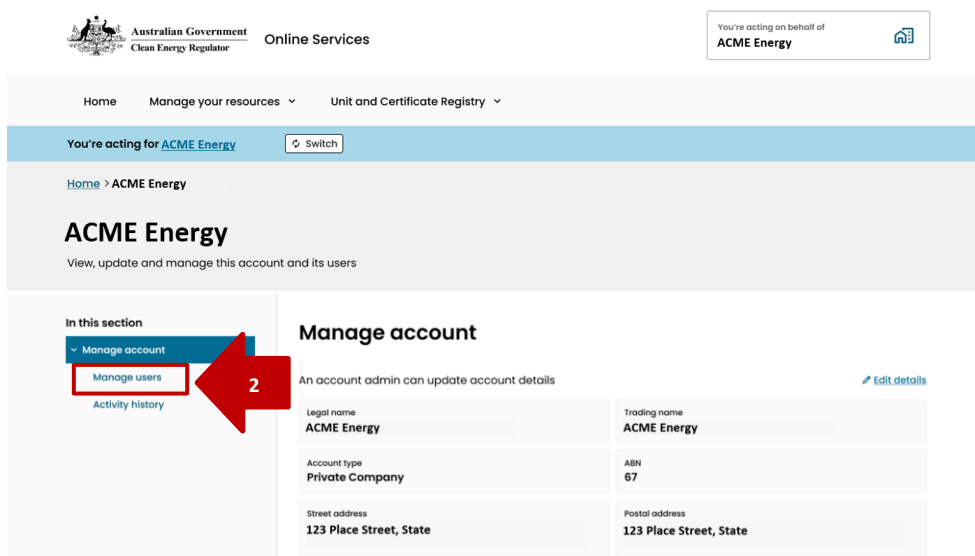 Australian Government
Clean Energy Regulator
Online Services
You're acting on behalf of
ACME Energy
Home Manage your resources Unit and Certificate Registry
You're acting for ACME Energy Switch
Home > ACME Energy
ACME Energy
View, update and manage this account and its users
In this section
Manage account
Manage users
Activity history
2
Manage account
An account admin can update account details
Edit details
Legal name
ACME Energy
Trading name
ACME Energy
Account type
Private Company
ABN
67
Street address
123 Place Street, State
Postal address
123 Place Street, State